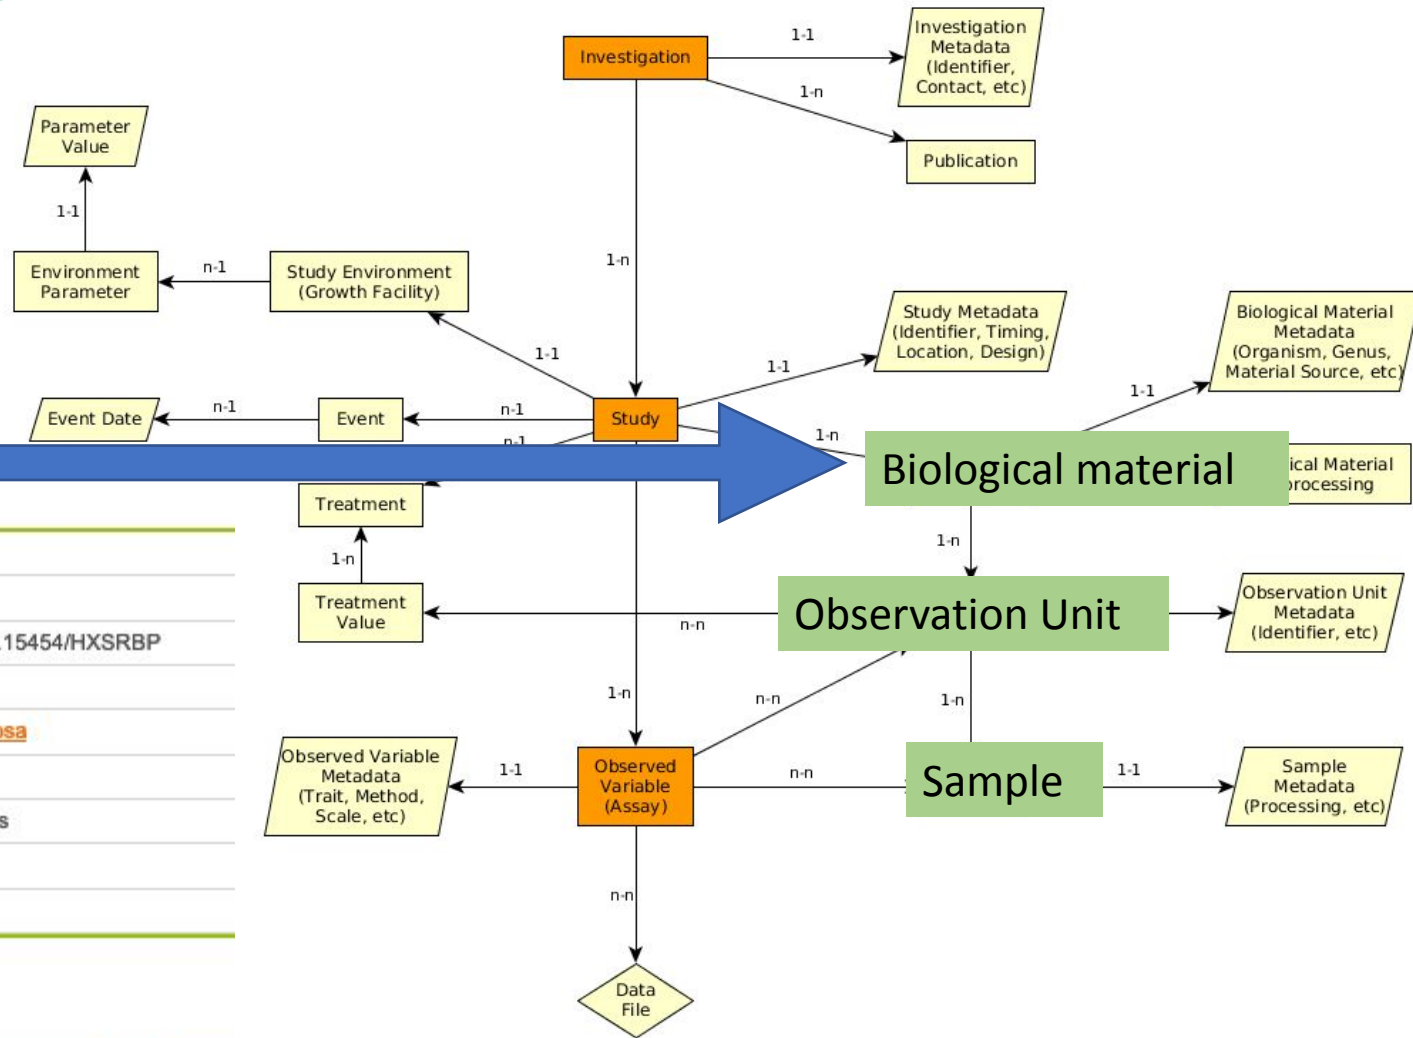 Investigation
1-1
Investigation
Metadata
(Identifier,
Contact, etc)
1-n
Publication
Parameter
Value
1-1
Environment
Parameter
n-1
Study Environment
(Growth Facility)
1-n
1-1
Study Metadata
(Identifier, Timing,
Location, Design)
1-1
Biological Material
Metadata
(Organism, Genus,
Material Source, etc)
1-1
Event Date
n-1
Event
n-1
Study
n-1
1-n
Biological material
ical Material
rocessing
Treatment
1-n
Treatment
Value
n-n
1-n
Observation Unit
Observation Unit
Metadata
(Identifier, etc)
.15454/HXSRBP
osa
s
1-n
n-n
1-n
Observed Variable
Metadata
(Trait, Method,
Scale, etc)
1-1
Observed
Variable
(Assay)
n-n
Sample
1-1
Sample
Metadata
(Processing, etc)
n-n
Data
File